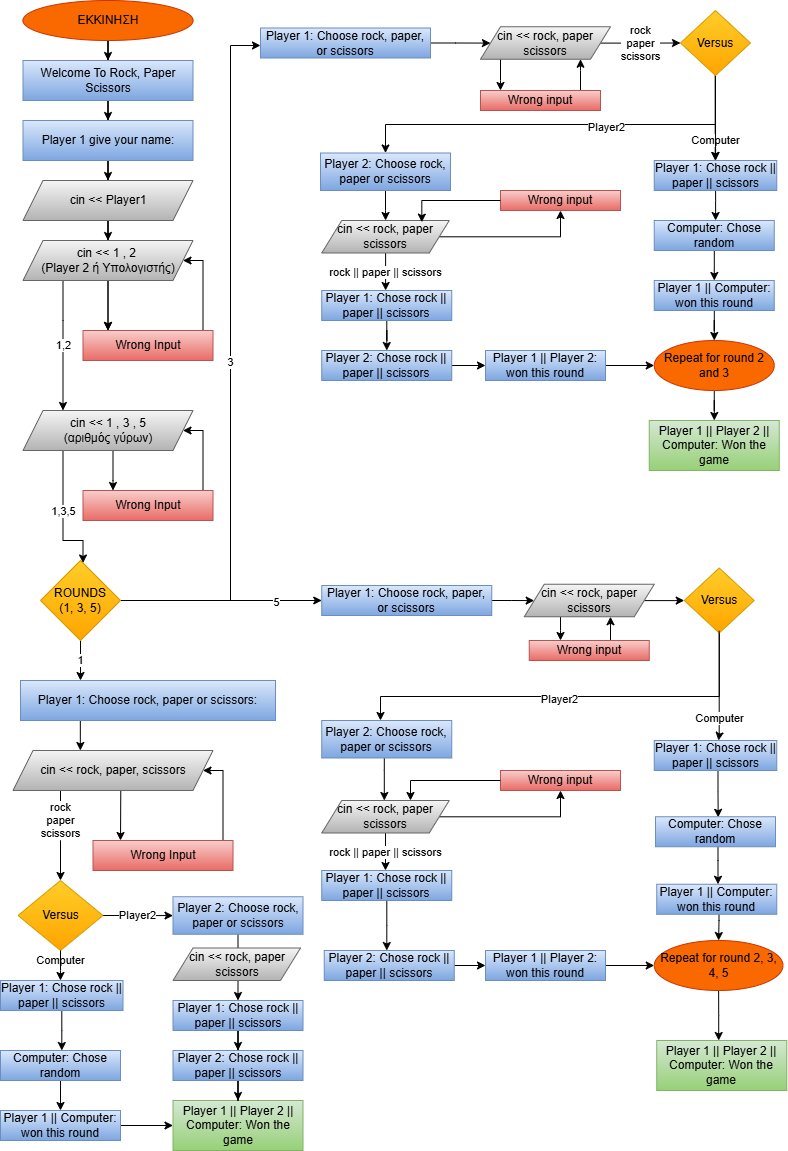 ΕΚΚΙΝΗΣΗ
Welcome To Rock, Paper
Scissors
Player 1 give your name:
cin << Player1
cin << 1 , 2
(Player 2 ή Υπολογιστής)
Wrong Input
1,2
cin << 1 , 3 , 5
(αριθμός γύρων)
Wrong Input
1,3,5
ROUNDS
(1, 3, 5)
1
Player 1: Choose rock, paper or scissors:
cin << rock, paper, scissors
rock
paper
scissors
Wrong Input
Versus
Player2
Computer
Player 1: Chose rock ||
paper || scissors
Computer: Chose
random
Player 1 || Computer:
won this round
Player 2: Choose rock,
paper or scissors
cin << rock, paper
scissors
Player 1: Chose rock ||
paper || scissors
Player 2: Chose rock ||
paper || scissors
Player 1 || Player 2 ||
Computer: Won the
game
3
Player 1: Choose rock, paper,
or scissors
cin << rock, paper
scissors
Wrong input
rock
paper
scissors
Versus
Player2
Computer
Player 2: Choose rock,
paper or scissors
Wrong input
cin << rock, paper
scissors
rock || paper || scissors
Player 1: Chose rock ||
paper || scissors
Player 2: Chose rock ||
paper || scissors
Player 1 || Player 2:
won this round
Player 1: Chose rock ||
paper || scissors
Computer: Chose
random
Player 1 || Computer:
won this round
Repeat for round 2
and 3
Player 1 || Player 2 ||
Computer: Won the
game
5
Player 1: Choose rock, paper,
or scissors
cin << rock, paper
scissors
Wrong input
Versus
Player2
Computer
Player 2: Choose rock,
paper or scissors
Wrong input
cin << rock, paper
scissors
rock || paper || scissors
Player 1: Chose rock ||
paper || scissors
Player 2: Chose rock ||
paper || scissors
Player 1 || Player 2:
won this round
Player 1: Chose rock ||
paper || scissors
Computer: Chose
random
Player 1 || Computer:
won this round
Repeat for round 2, 3,
4, 5
Player 1 || Player 2 ||
Computer: Won the
game